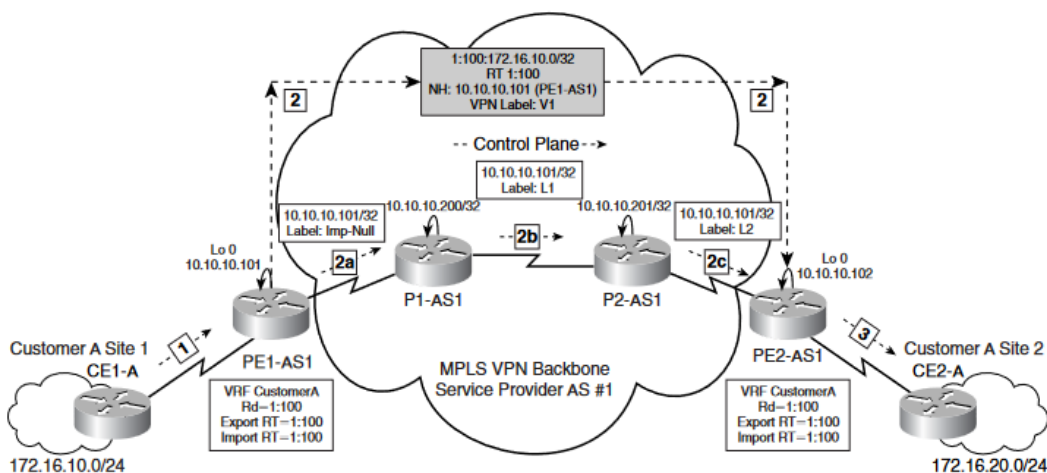 1:100:172.16.10.0/32
RT 1:100
NH: 10.10.10.101 (PE1-AS1)
VPN Label: V1
2
2
Control Plane
10.10.10.101/32
Label: L1
10.10.10.200/32
10.10.10.201/32
10.10.10.101/32
Label: Imp-Null
10.10.10.101/32
Label: L2
2a
2b
2c
Lo 0
10.10.10.101
Lo 0
10.10.10.102
P1-AS1
P2-AS1
PE1-AS1
PE2-AS1
1
3
Customer A Site 1
CE1-A
Customer A Site 2
CE2-A
MPLS VPN Backbone
Service Provider AS #1
VRF CustomerA
Rd=1:100
Export RT=1:100
Import RT=1:100
VRF CustomerA
Rd=1:100
Export RT=1:100
Import RT=1:100
172.16.10.0/24
172.16.20.0/24